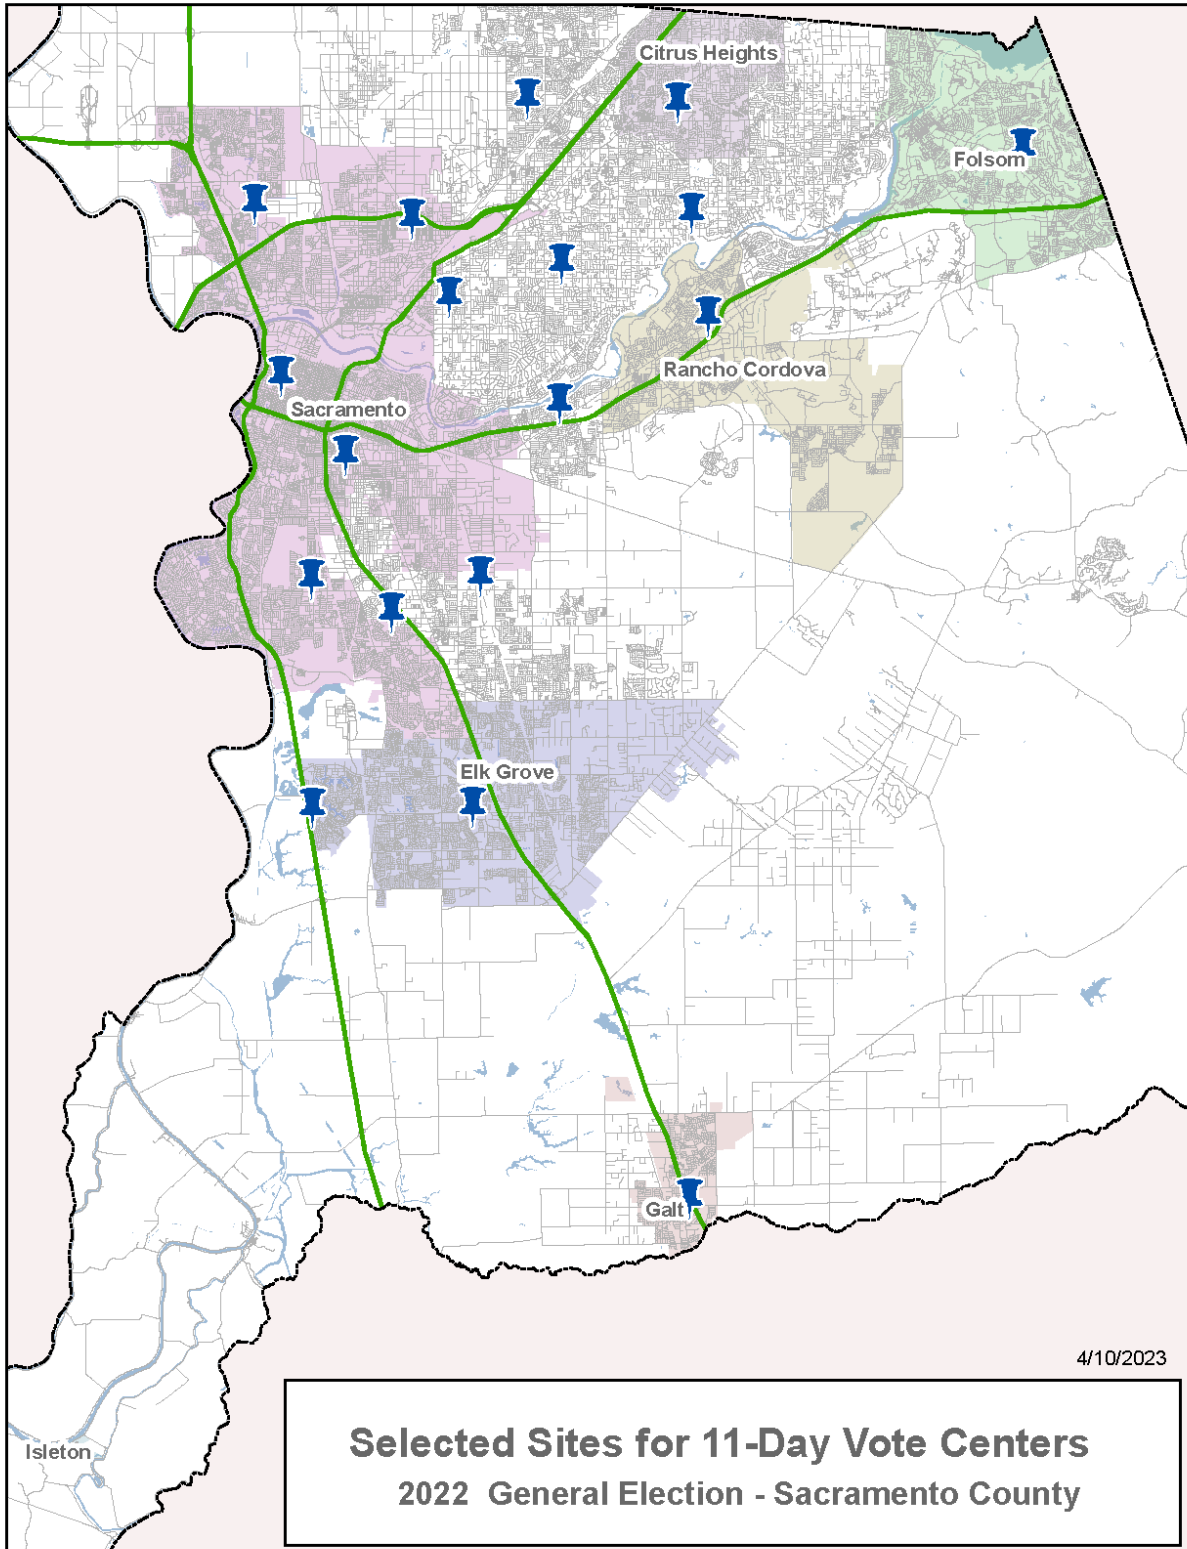 Citrus Heights
Folsom
Rancho Cordova
Sacramento
Elk Grove
Galt
4/10/2023
Isleton
Selected Sites for 11-Day Vote Centers
2022 General Election - Sacramento County